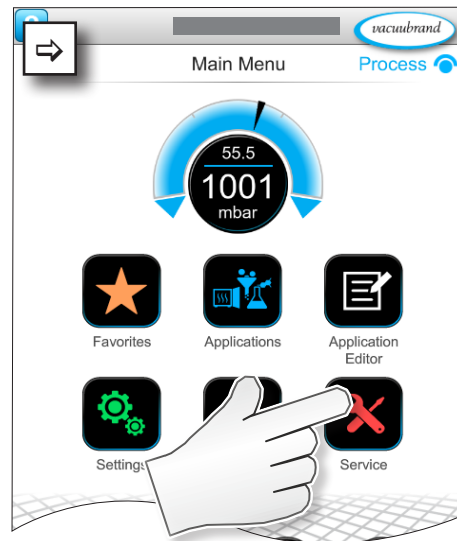 vacuubrand
Main Menu
Process
55.5
1001
mbar
Favorites
Applications
Application
Editor
Settings
Service